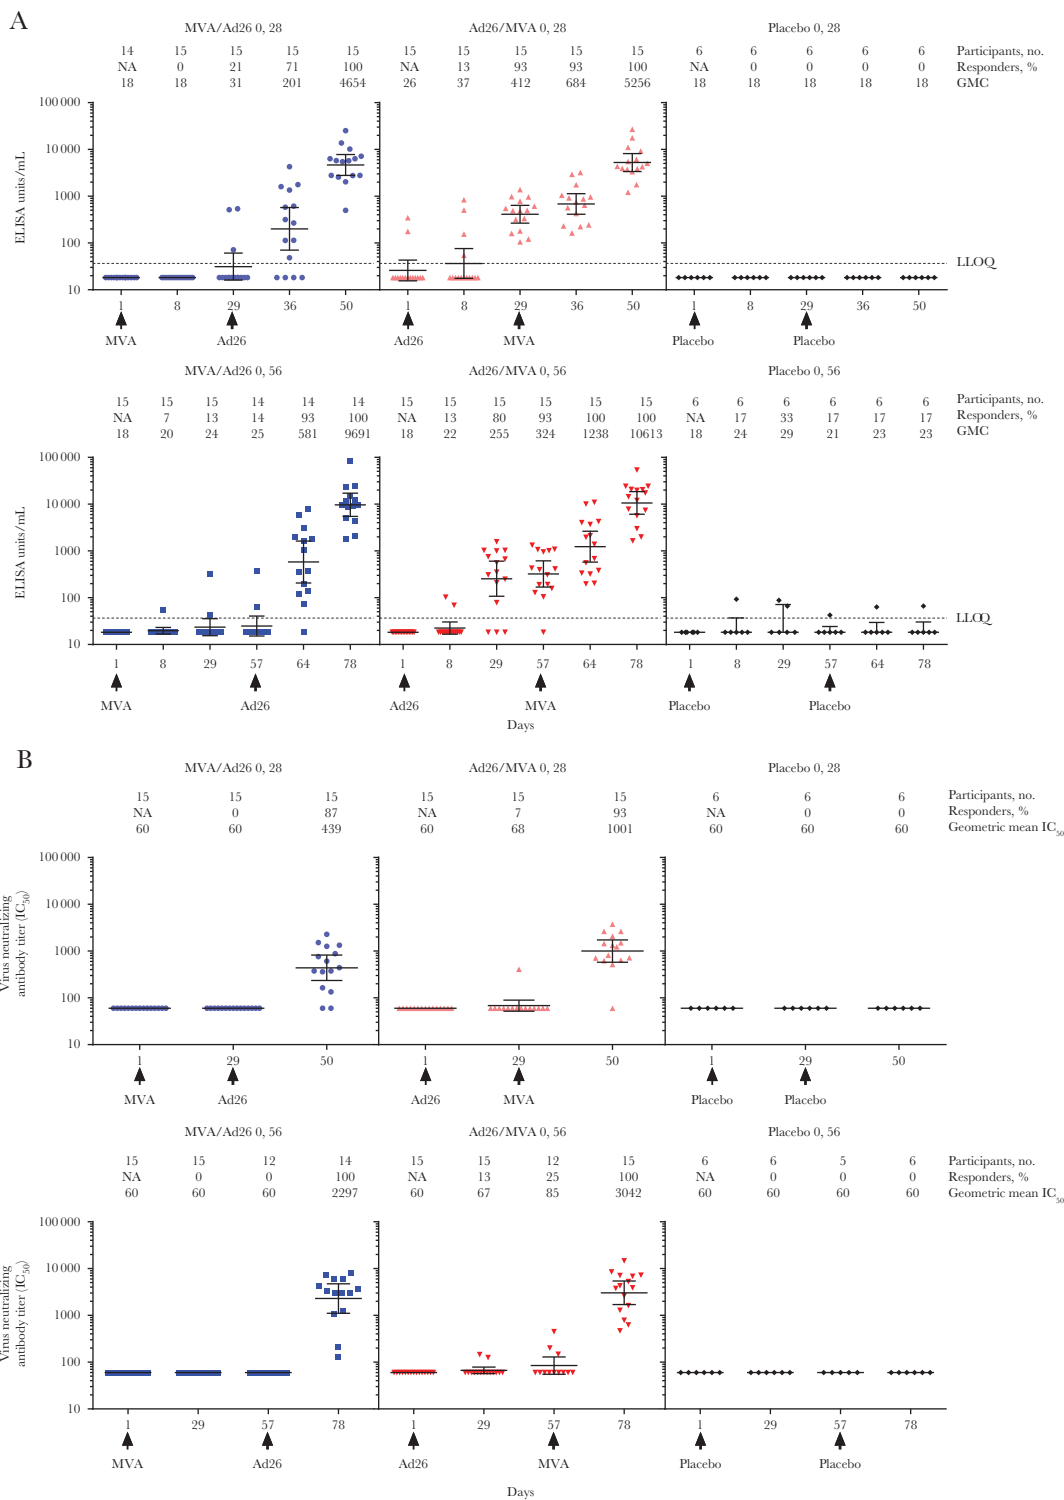 A
MVA/Ad26 0, 28 Ad26/MVA 0, 28 Placebo 0, 28
14 15 15 15 15 15 15 15 15 15 6 6 6 6 6 Participants, no.
NA 0 21 71 100 NA 13 93 93 100 NA 0 0 0 0 Responders, %
18 18 31 201 4654 26 37 412 684 5256 18 18 18 18 18 GMC
100 000
10 000
1000
100
10
ELISA units/mL
LLOQ
1 8 29 36 50 1 8 29 36 50 1 8 29 36 50
MVA Ad26 Ad26 MVA Placebo Placebo
MVA/Ad26 0, 56 Ad26/MVA 0, 56 Placebo 0, 56
15 15 15 14 14 14 15 15 15 15 15 15 6 6 6 6 6 6 Participants, no.
NA 7 13 14 93 100 NA 13 80 93 100 100 NA 17 33 17 17 17 Responders, %
18 20 24 25 581 9691 18 22 255 324 1238 10613 18 24 29 21 23 23 GMC
100 000
10 000
1000
100
10
ELISA units/mL
LLOQ
1 8 29 57 64 78 1 8 29 57 64 78 1 8 29 57 64 78
MVA Ad26 Ad26 MVA Placebo Placebo
Days
B
MVA/Ad26 0, 28 Ad26/MVA 0, 28 Placebo 0, 28
15 15 15 15 15 15 6 6 6 Participants, no.
NA 0 87 NA 7 93 NA 0 0 Responders, %
60 60 439 60 68 1001 60 60 60 Geometric mean IC50
100 000
10 000
1000
100
10
Virus neutralizing
antibody titer (IC50)
1 29 50 1 29 50 1 29 50
MVA Ad26 Ad26 MVA Placebo Placebo
MVA/Ad26 0, 56 Ad26/MVA 0, 56 Placebo 0, 56
15 15 12 14 15 15 12 15 6 6 5 6 Participants, no.
NA 0 0 100 NA 13 25 100 NA 0 0 0 Responders, %
60 60 60 2297 60 67 85 3042 60 60 60 60 Geometric mean IC50
100 000
10 000
1000
100
10
Virus neutralizing
antibody titer (IC50)
1 29 57 78 1 29 57 78 1 29 57 78
MVA Ad26 Ad26 MVA Placebo Placebo
Days